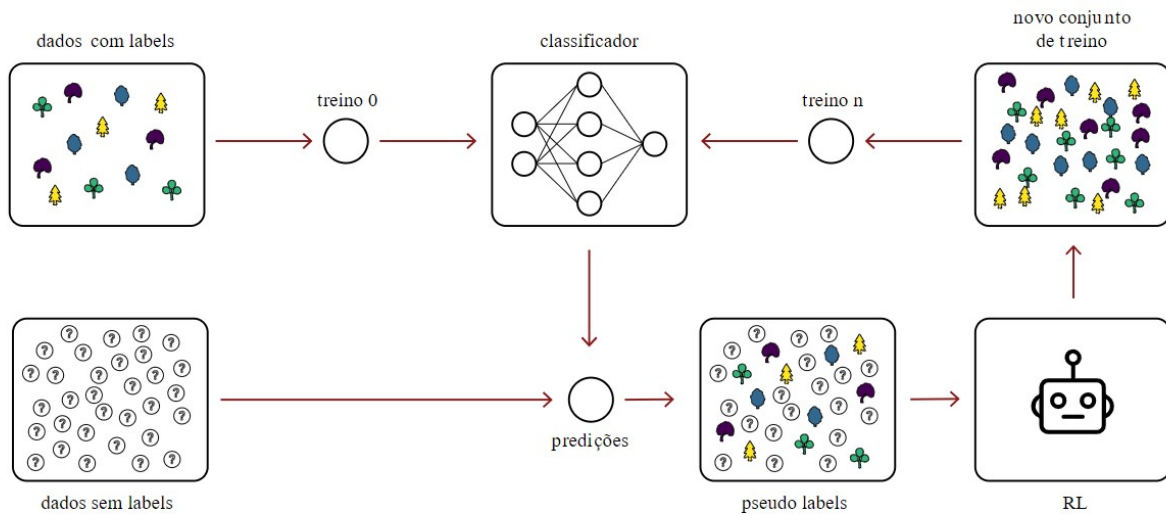 dados com labels
treino 0
classificador
treino n
novo conjunto
de treino
dados sem labels
predições
pseudo labels
RL